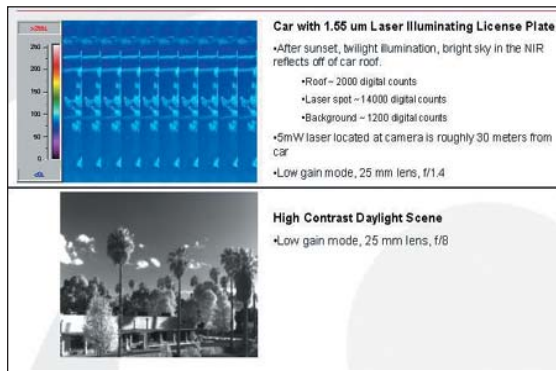 Car with 1.55 um Laser Illuminating License Plate
•After sunset, twilight illumination, bright sky in the NIR
reflects off of car roof.
•Roof ~ 2000 digital counts
•Laser spot ~ 14000 digital counts
•Background ~ 1200 digital counts
•5mW laser located at camera is roughly 30 meters from
car
•Low gain mode, 25 mm lens, f/1.4
250
200
150
100
50
0
High Contrast Daylight Scene
•Low gain mode, 25 mm lens, f/8